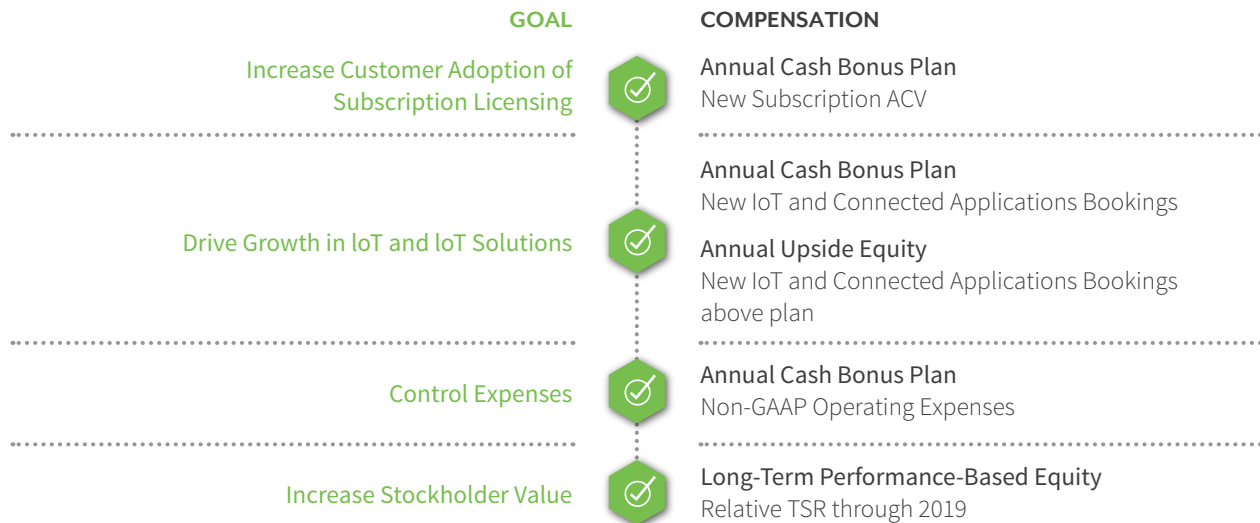 GOAL
COMPENSATION
Increase Customer Adoption of
Subscription Licensing
Annual Cash Bonus Plan
New Subscription ACV
Drive Growth in loT and loT Solutions
Annual Cash Bonus Plan
New IoT and Connected Applications Bookings
Annual Upside Equity
New IoT and Connected Applications Bookings
above plan
Control Expenses
Annual Cash Bonus Plan
Non-GAAP Operating Expenses
Increase Stockholder Value
Long-Term Performance-Based Equity
Relative TSR through 2019